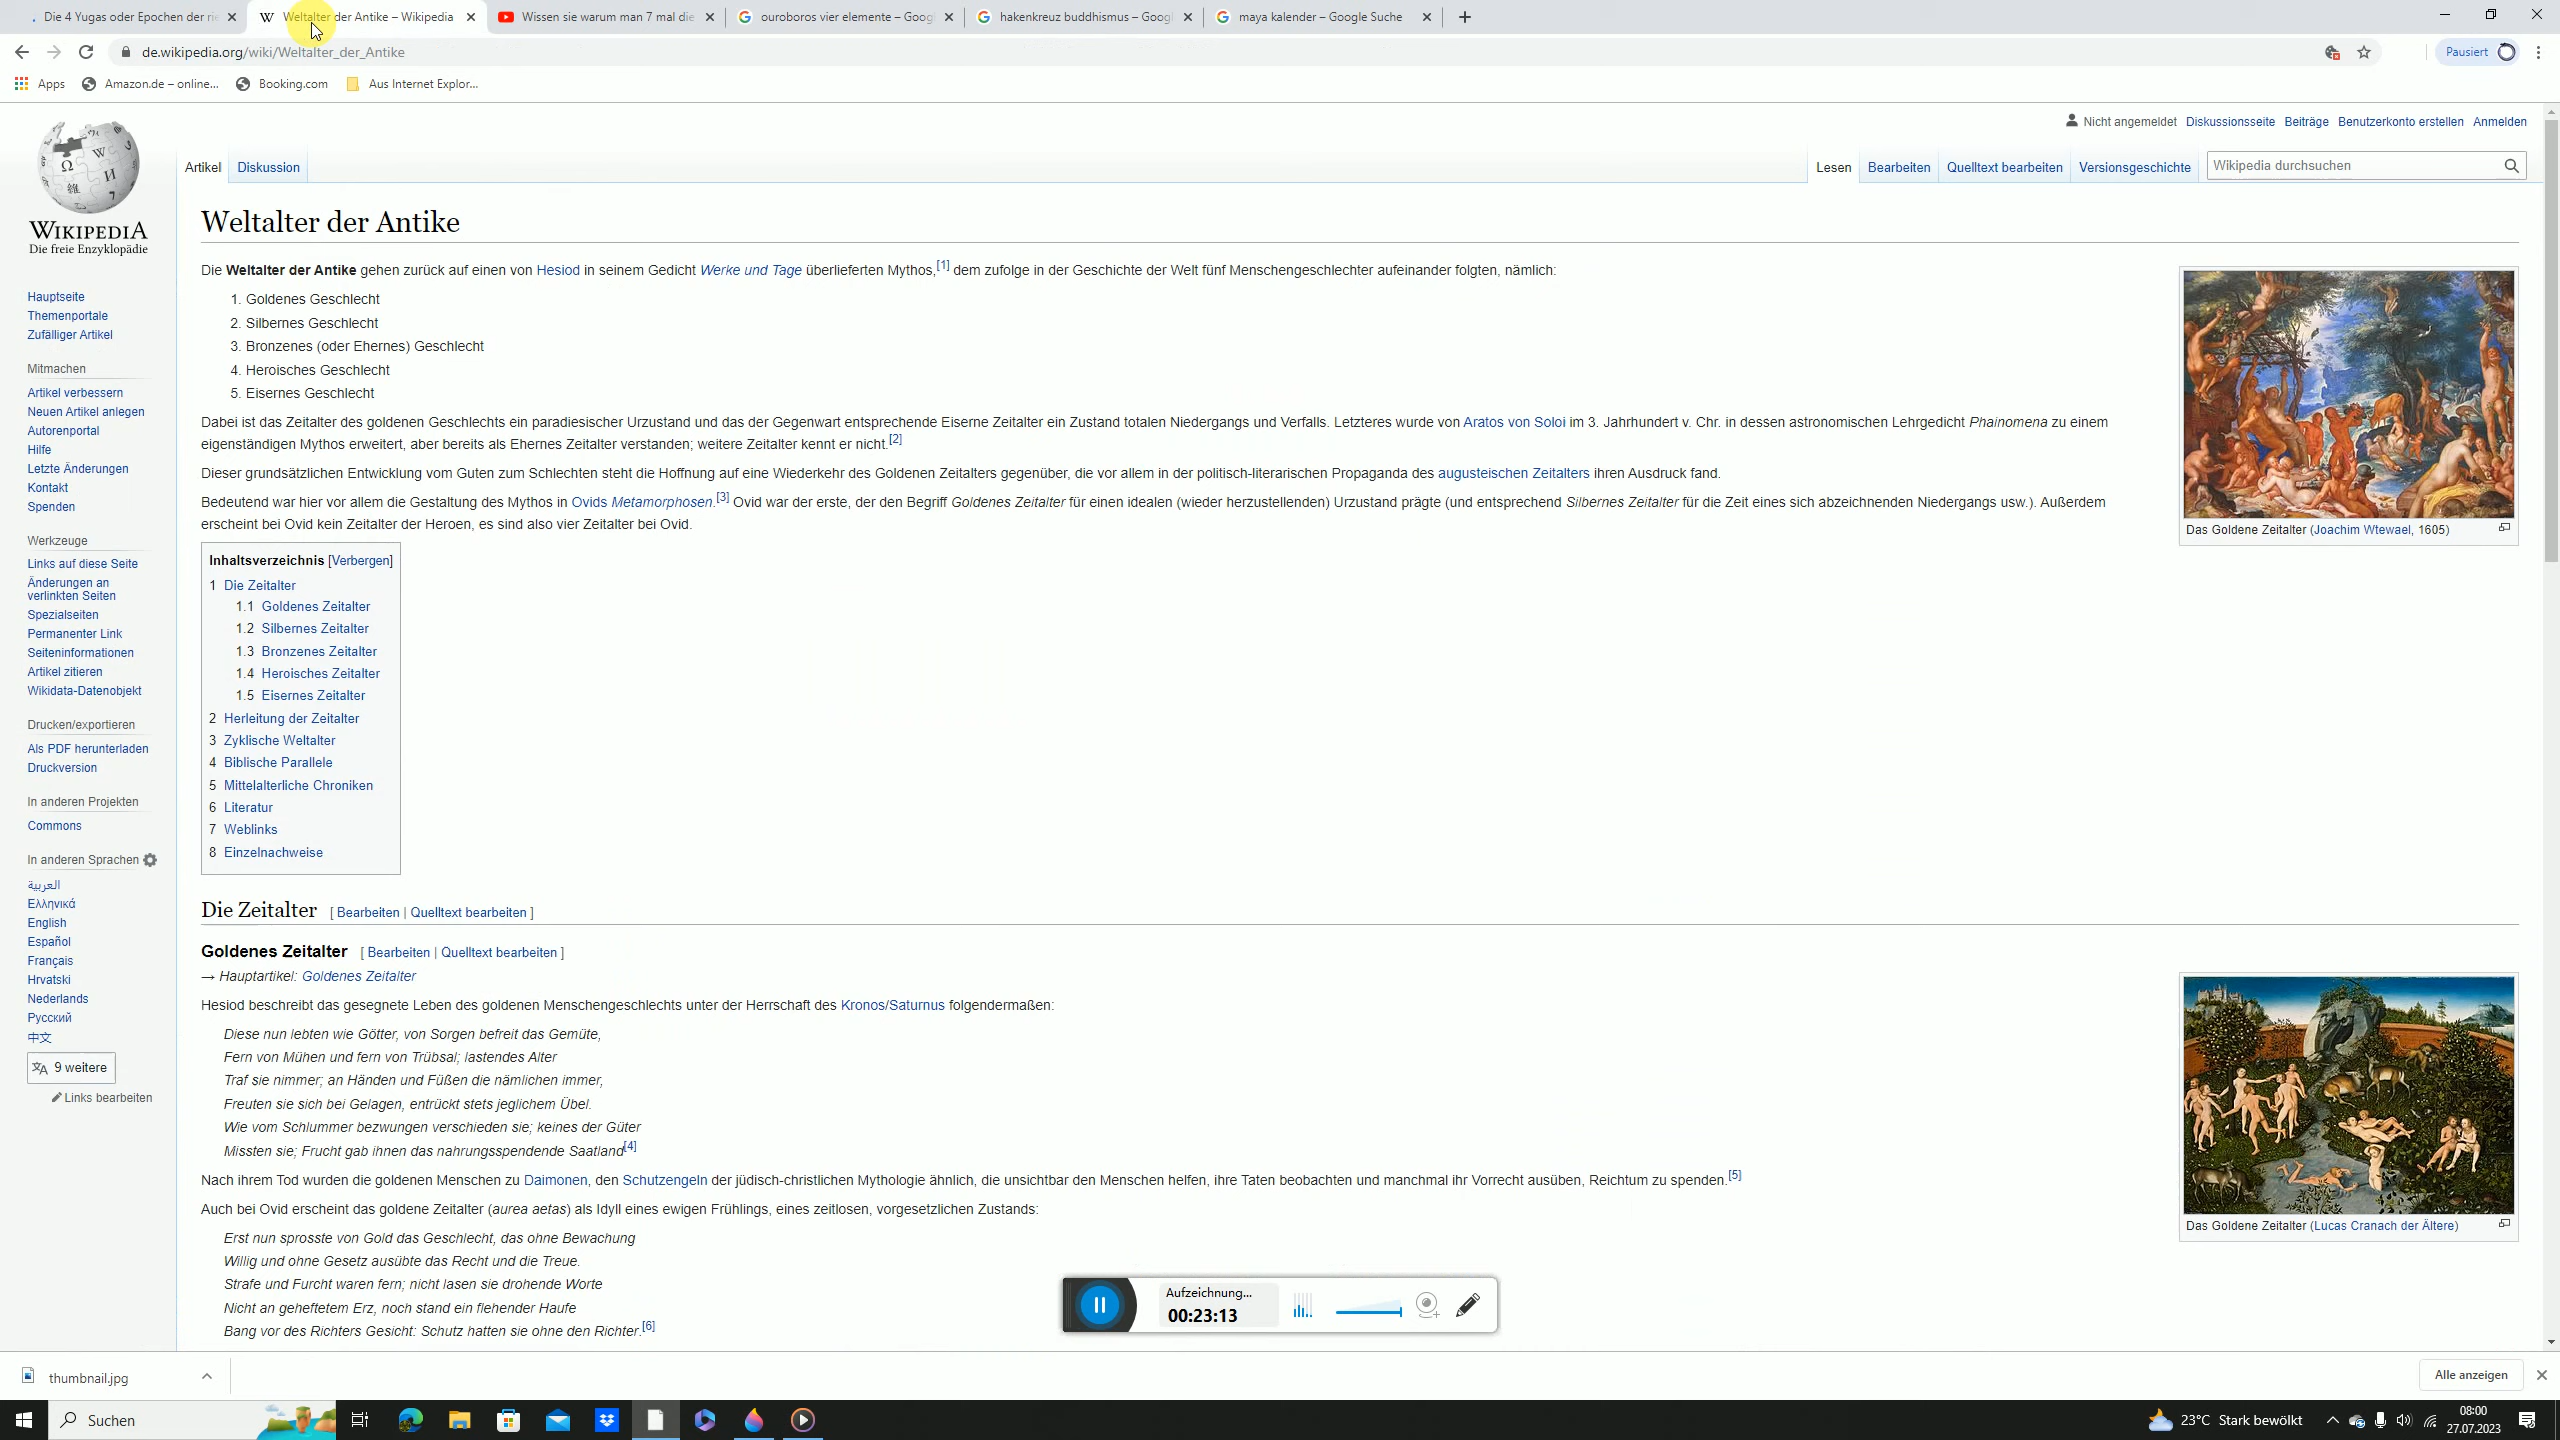 Die 4 Yugas oder Epochen der rie
Weltalter der Antike – Wikipedia
Wissen sie warum man 7 mal die
ouroboros vier elemente – Goog
hakenkreuz buddhismus – Goog
maya kalender – Google Suche
de.wikipedia.org/wiki/Weltalter_der_Antike
Pausiert
Apps
Amazon.de – online...
Booking.com
Aus Internet Explor...
Nicht angemeldet Diskussionsseite Beiträge Benutzerkonto erstellen Anmelden
Artikel Diskussion
Lesen Bearbeiten Quelltext bearbeiten Versionsgeschichte
Wikipedia durchsuchen
WIKIPEDIA
Die freie Enzyklopädie
Hauptseite
Themenportale
Zufälliger Artikel
Mitmachen
Artikel verbessern
Neuen Artikel anlegen
Autorenportal
Hilfe
Letzte Änderungen
Kontakt
Spenden
Werkzeuge
Links auf diese Seite
Änderungen an
verlinkten Seiten
Spezialseiten
Permanenter Link
Seiteninformationen
Artikel zitieren
Wikidata-Datenobjekt
Drucken/exportieren
Als PDF herunterladen
Druckversion
In anderen Projekten
Commons
In anderen Sprachen
العربية
Ελληνικά
English
Español
Français
Hrvatski
Nederlands
Русский
中文
9 weitere
Links bearbeiten
Weltalter der Antike
Die Weltalter der Antike gehen zurück auf einen von Hesiod in seinem Gedicht Werke und Tage überlieferten Mythos,[1] dem zufolge in der Geschichte der Welt fünf Menschengeschlechter aufeinander folgten, nämlich:
1. Goldenes Geschlecht
2. Silbernes Geschlecht
3. Bronzenes (oder Ehernes) Geschlecht
4. Heroisches Geschlecht
5. Eisernes Geschlecht
Dabei ist das Zeitalter des goldenen Geschlechts ein paradiesischer Urzustand und das der Gegenwart entsprechende Eiserne Zeitalter ein Zustand totalen Niedergangs und Verfalls. Letzteres wurde von Aratos von Soloi im 3. Jahrhundert v. Chr. in dessen astronomischen Lehrgedicht Phainomena zu einem
eigenständigen Mythos erweitert, aber bereits als Ehernes Zeitalter verstanden; weitere Zeitalter kennt er nicht.[2]
Dieser grundsätzlichen Entwicklung vom Guten zum Schlechten steht die Hoffnung auf eine Wiederkehr des Goldenen Zeitalters gegenüber, die vor allem in der politisch-literarischen Propaganda des augusteischen Zeitalters ihren Ausdruck fand.
Bedeutend war hier vor allem die Gestaltung des Mythos in Ovids Metamorphosen.[3] Ovid war der erste, der den Begriff Goldenes Zeitalter für einen idealen (wieder herzustellenden) Urzustand prägte (und entsprechend Silbernes Zeitalter für die Zeit eines sich abzeichnenden Niedergangs usw.). Außerdem
erscheint bei Ovid kein Zeitalter der Heroen, es sind also vier Zeitalter bei Ovid.
Das Goldene Zeitalter (Joachim Wtewael, 1605)
Inhaltsverzeichnis [Verbergen]
1 Die Zeitalter
1.1 Goldenes Zeitalter
1.2 Silbernes Zeitalter
1.3 Bronzenes Zeitalter
1.4 Heroisches Zeitalter
1.5 Eisernes Zeitalter
2 Herleitung der Zeitalter
3 Zyklische Weltalter
4 Biblische Parallele
5 Mittelalterliche Chroniken
6 Literatur
7 Weblinks
8 Einzelnachweise
Die Zeitalter [ Bearbeiten | Quelltext bearbeiten ]
Goldenes Zeitalter [ Bearbeiten | Quelltext bearbeiten ]
→ Hauptartikel: Goldenes Zeitalter
Hesiod beschreibt das gesegnete Leben des goldenen Menschengeschlechts unter der Herrschaft des Kronos/Saturnus folgendermaßen:
Diese nun lebten wie Götter, von Sorgen befreit das Gemüte,
Fern von Mühen und fern von Trübsal; lastendes Alter
Traf sie nimmer; an Händen und Füßen die nämlichen immer,
Freuten sie sich bei Gelagen, entrückt stets jeglichem Übel.
Wie vom Schlummer bezwungen verschieden sie; keines der Güter
Missten sie; Frucht gab ihnen das nahrungsspendende Saatland[4]
Nach ihrem Tod wurden die goldenen Menschen zu Daimonen, den Schutzengeln der jüdisch-christlichen Mythologie ähnlich, die unsichtbar den Menschen helfen, ihre Taten beobachten und manchmal ihr Vorrecht ausüben, Reichtum zu spenden.[5]
Auch bei Ovid erscheint das goldene Zeitalter (aurea aetas) als Idyll eines ewigen Frühlings, eines zeitlosen, vorgesetzlichen Zustands:
Erst nun sprosste von Gold das Geschlecht, das ohne Bewachung
Willig und ohne Gesetz ausübte das Recht und die Treue.
Strafe und Furcht waren fern; nicht lasen sie drohende Worte
Nicht an geheftetem Erz, noch stand ein flehender Haufe
Bang vor des Richters Gesicht: Schutz hatten sie ohne den Richter.[6]
Das Goldene Zeitalter (Lucas Cranach der Ältere)
Aufzeichnung...
00:23:13
thumbnail.jpg
Alle anzeigen
Suchen
23°C Stark bewölkt
08:00
27.07.2023